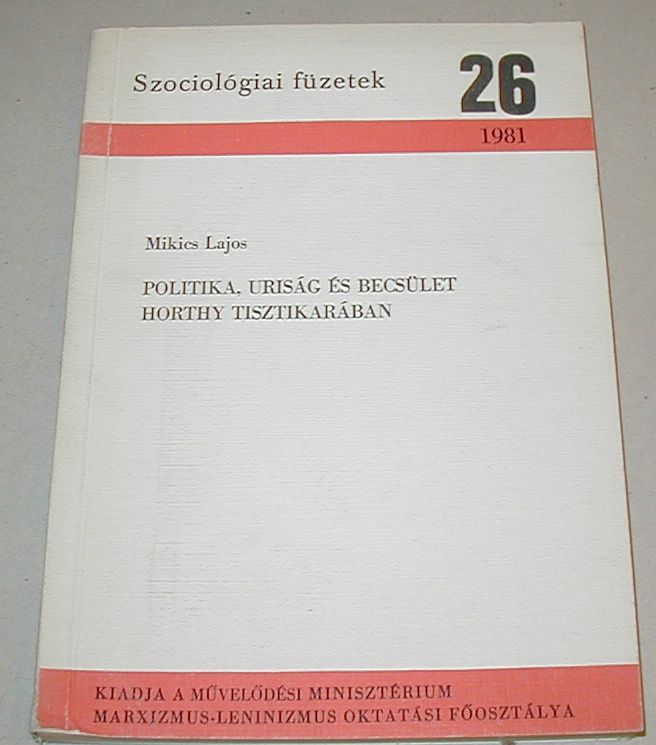 Szociológiai füzetek 26
1981
Mikics Lajos
POLITIKA, URISÁG ÉS BECSÜLET
HORTHY TISZTIKARÁBAN
KIADJA A MŰVELŐDÉSI MINISZTÉRIUM
MARXIZMUS-LENINIZMUS OKTATÁSI FŐOSZTÁLYA